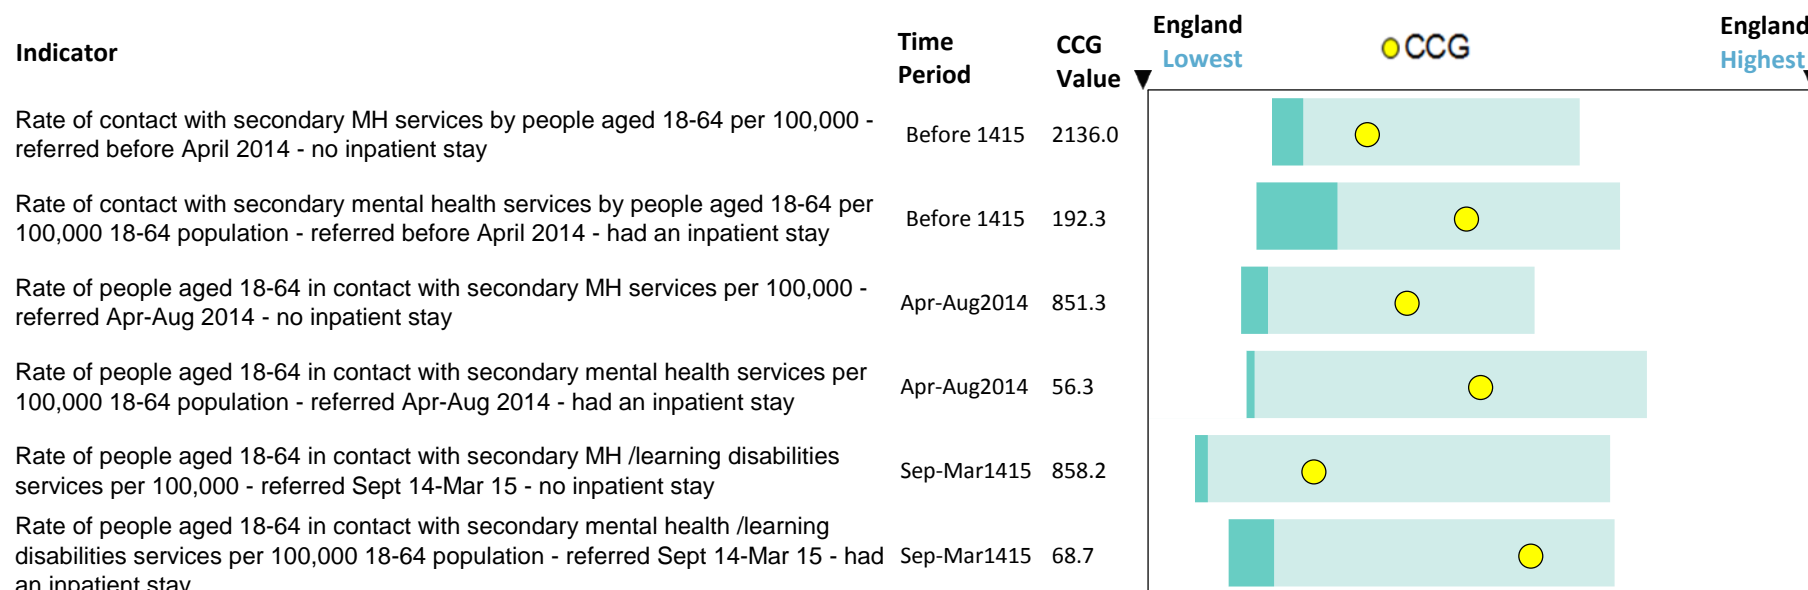 Indicator
Time Period
CCG Value
England Lowest
CCG
England Highest
Rate of contact with secondary MH services by people aged 18-64 per 100,000 -
referred before April 2014 - no inpatient stay
Before 1415
2136.0
Rate of contact with secondary mental health services by people aged 18-64 per
100,000 18-64 population - referred before April 2014 - had an inpatient stay
Before 1415
192.3
Rate of people aged 18-64 in contact with secondary MH services per 100,000 -
referred Apr-Aug 2014 - no inpatient stay
Apr-Aug2014
851.3
Rate of people aged 18-64 in contact with secondary mental health services per
100,000 18-64 population - referred Apr-Aug 2014 - had an inpatient stay
Apr-Aug2014
56.3
Rate of people aged 18-64 in contact with secondary MH /learning disabilities
services per 100,000 - referred Sept 14-Mar 15 - no inpatient stay
Sep-Mar1415
858.2
Rate of people aged 18-64 in contact with secondary mental health /learning
disabilities services per 100,000 18-64 population - referred Sept 14-Mar 15 - had
an inpatient stay
Sep-Mar1415
68.7